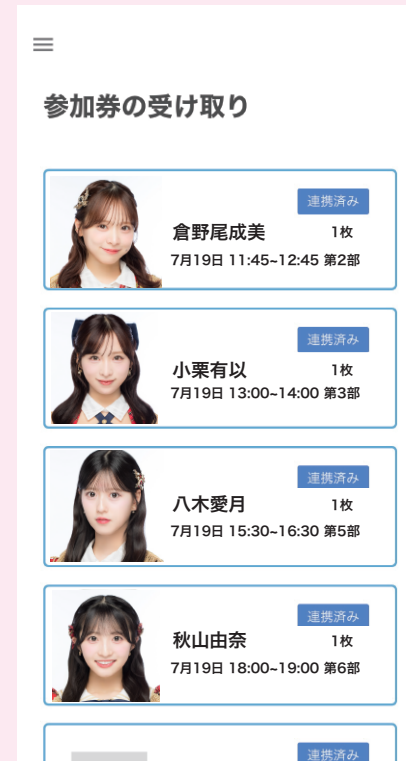 参加券の受け取り
連携済み
倉野尾成美 1枚
7月19日 11:45~12:45 第2部
連携済み
小栗有以 1枚
7月19日 13:00~14:00 第3部
連携済み
八木愛月 1枚
7月19日 15:30~16:30 第5部
連携済み
秋山由奈 1枚
7月19日 18:00~19:00 第6部
連携済み